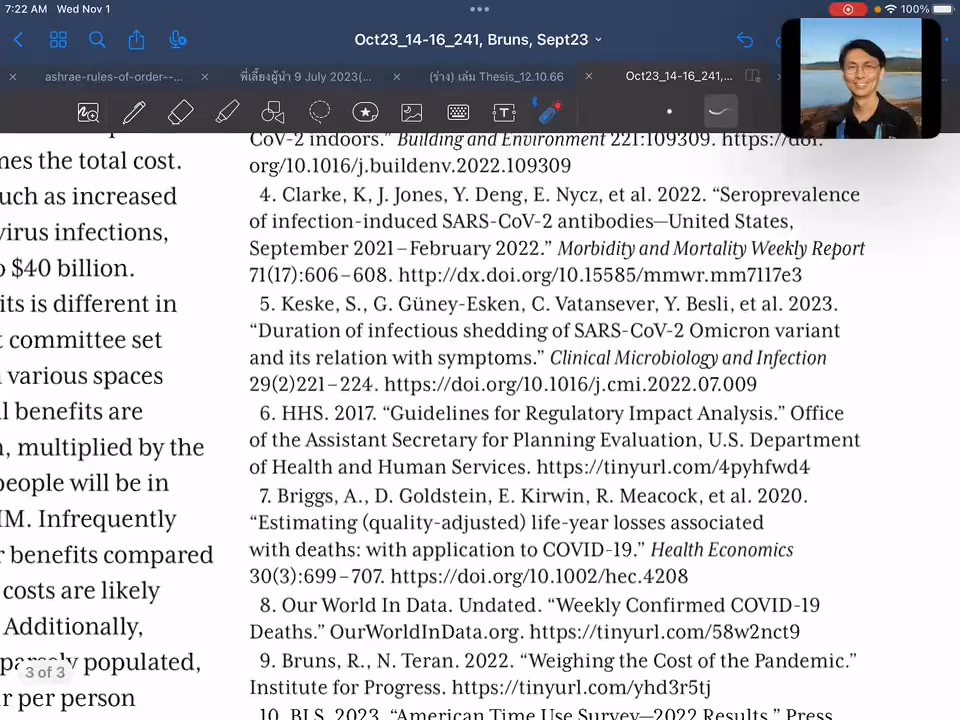 7:22 AM Wed Nov 1
100%
Oct23_14-16_241, Bruns, Sept23
ashrae-rules-of-order--...
พี่เลี้ยงผู้นำ 9 July 2023(...
(ร่าง) เล่ม Thesis_12.10.66
Oct23_14-16_241,...
mes the total cost.
uch as increased
virus infections,
o $40 billion.
its is different in
t committee set
n various spaces
l benefits are
n, multiplied by the
people will be in
IM. Infrequently
r benefits compared
costs are likely
Additionally,
parsely populated,
r per person
3 of 3
CoV-2 indoors.” Building and Environment 221:109309. https://doi.
org/10.1016/j.buildenv.2022.109309
4. Clarke, K, J. Jones, Y. Deng, E. Nycz, et al. 2022. “Seroprevalence
of infection-induced SARS-CoV-2 antibodies—United States,
September 2021–February 2022.” Morbidity and Mortality Weekly Report
71(17):606–608. http://dx.doi.org/10.15585/mmwr.mm7117e3
5. Keske, S., G. Güney-Esken, C. Vatansever, Y. Besli, et al. 2023.
“Duration of infectious shedding of SARS-CoV-2 Omicron variant
and its relation with symptoms.” Clinical Microbiology and Infection
29(2)221–224. https://doi.org/10.1016/j.cmi.2022.07.009
6. HHS. 2017. “Guidelines for Regulatory Impact Analysis.” Office
of the Assistant Secretary for Planning Evaluation, U.S. Department
of Health and Human Services. https://tinyurl.com/4pyhfwd4
7. Briggs, A., D. Goldstein, E. Kirwin, R. Meacock, et al. 2020.
“Estimating (quality-adjusted) life-year losses associated
with deaths: with application to COVID-19.” Health Economics
30(3):699–707. https://doi.org/10.1002/hec.4208
8. Our World In Data. Undated. “Weekly Confirmed COVID-19
Deaths.” OurWorldInData.org. https://tinyurl.com/58w2nct9
9. Bruns, R., N. Teran. 2022. “Weighing the Cost of the Pandemic.”
Institute for Progress. https://tinyurl.com/yhd3r5tj
10. BLS. 2023. “American Time Use Survey—2022 Results.” Press